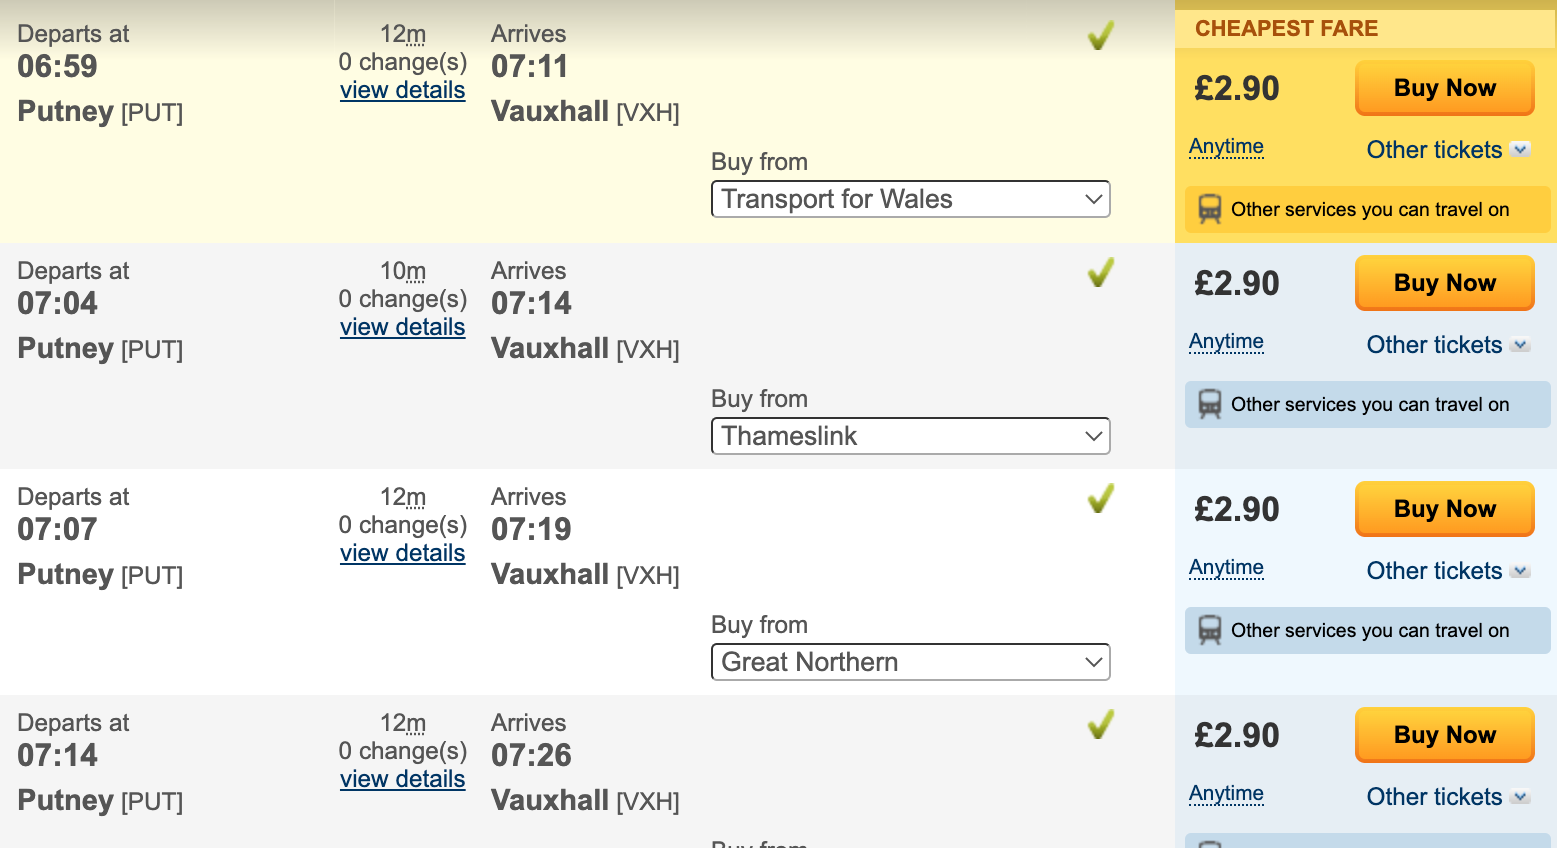 Departs at
06:59
Putney [PUT]
12m
0 change(s)
view details
Arrives
07:11
Vauxhall [VXH]
Buy from
Transport for Wales
CHEAPEST FARE
£2.90
Buy Now
Anytime
Other tickets
Other services you can travel on
Departs at
07:04
Putney [PUT]
10m
0 change(s)
view details
Arrives
07:14
Vauxhall [VXH]
Buy from
Thameslink
£2.90
Buy Now
Anytime
Other tickets
Other services you can travel on
Departs at
07:07
Putney [PUT]
12m
0 change(s)
view details
Arrives
07:19
Vauxhall [VXH]
Buy from
Great Northern
£2.90
Buy Now
Anytime
Other tickets
Other services you can travel on
Departs at
07:14
Putney [PUT]
12m
0 change(s)
view details
Arrives
07:26
Vauxhall [VXH]
Buy from
£2.90
Buy Now
Anytime
Other tickets